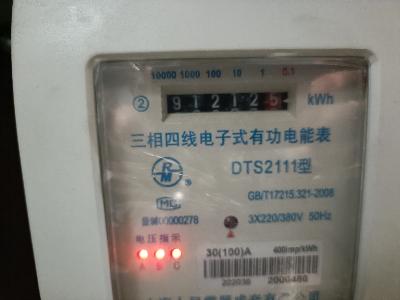 10000 1000 100 10 1 0.1
② 912125 kWh
三相四线电子式有功电能表
DTS2111型
GB/T17215.321-2008
MC
3X220/380V 50Hz
电压指示
A B C
30(100)A 400imp/kWh